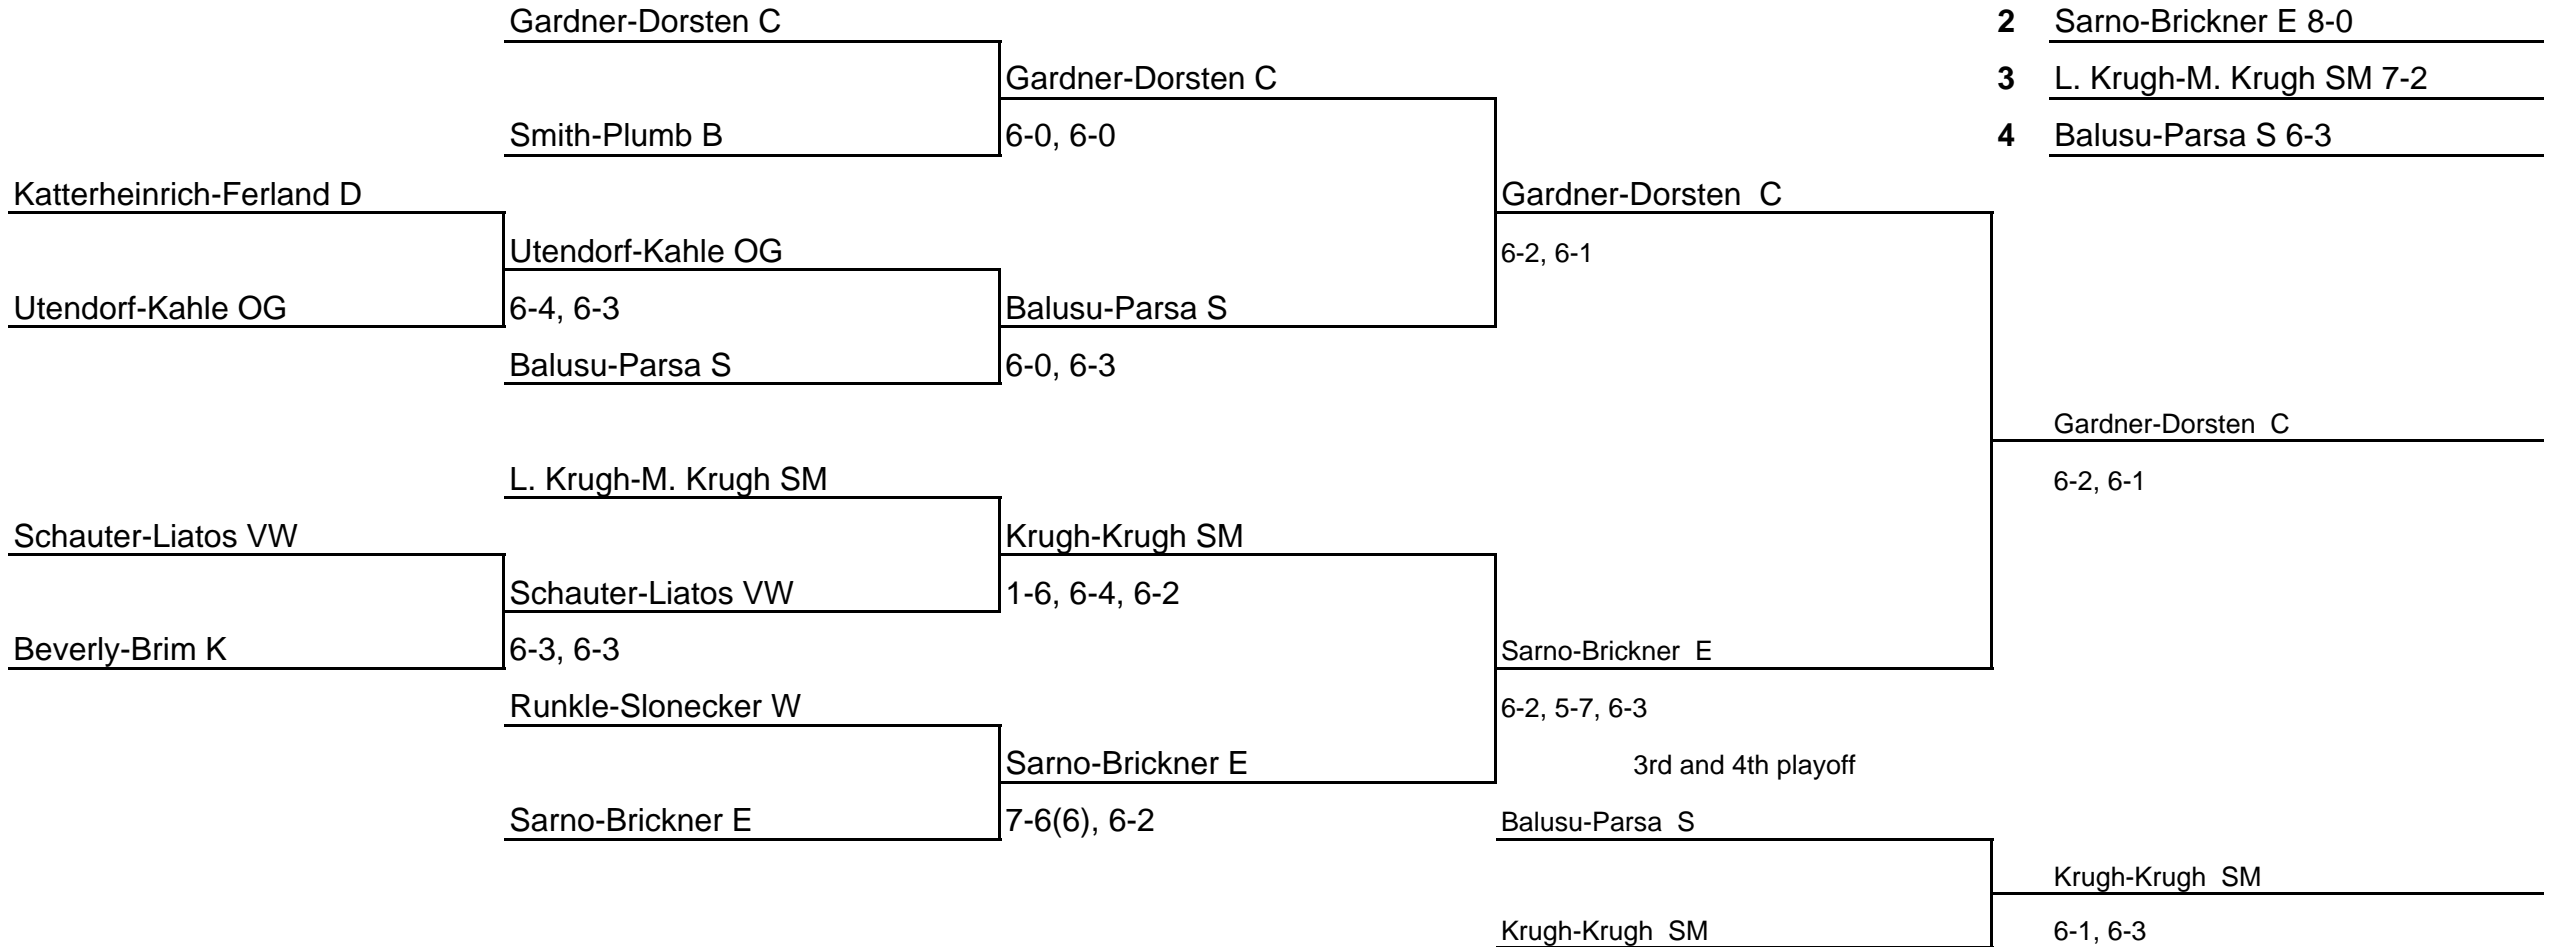 Gardner-Dorsten C
2 Sarno-Brickner E 8-0
Gardner-Dorsten C
3 L. Krugh-M. Krugh SM 7-2
Smith-Plumb B
6-0, 6-0
4 Balusu-Parsa S 6-3
Katterheinrich-Ferland D
Gardner-Dorsten C
Utendorf-Kahle OG
6-2, 6-1
Utendorf-Kahle OG
6-4, 6-3
Balusu-Parsa S
Balusu-Parsa S
6-0, 6-3
Gardner-Dorsten C
L. Krugh-M. Krugh SM
6-2, 6-1
Schauter-Liatos VW
Krugh-Krugh SM
Schauter-Liatos VW
1-6, 6-4, 6-2
Beverly-Brim K
6-3, 6-3
Sarno-Brickner E
Runkle-Slonecker W
6-2, 5-7, 6-3
Sarno-Brickner E
3rd and 4th playoff
Sarno-Brickner E
7-6(6), 6-2
Balusu-Parsa S
Krugh-Krugh SM
Krugh-Krugh SM
6-1, 6-3